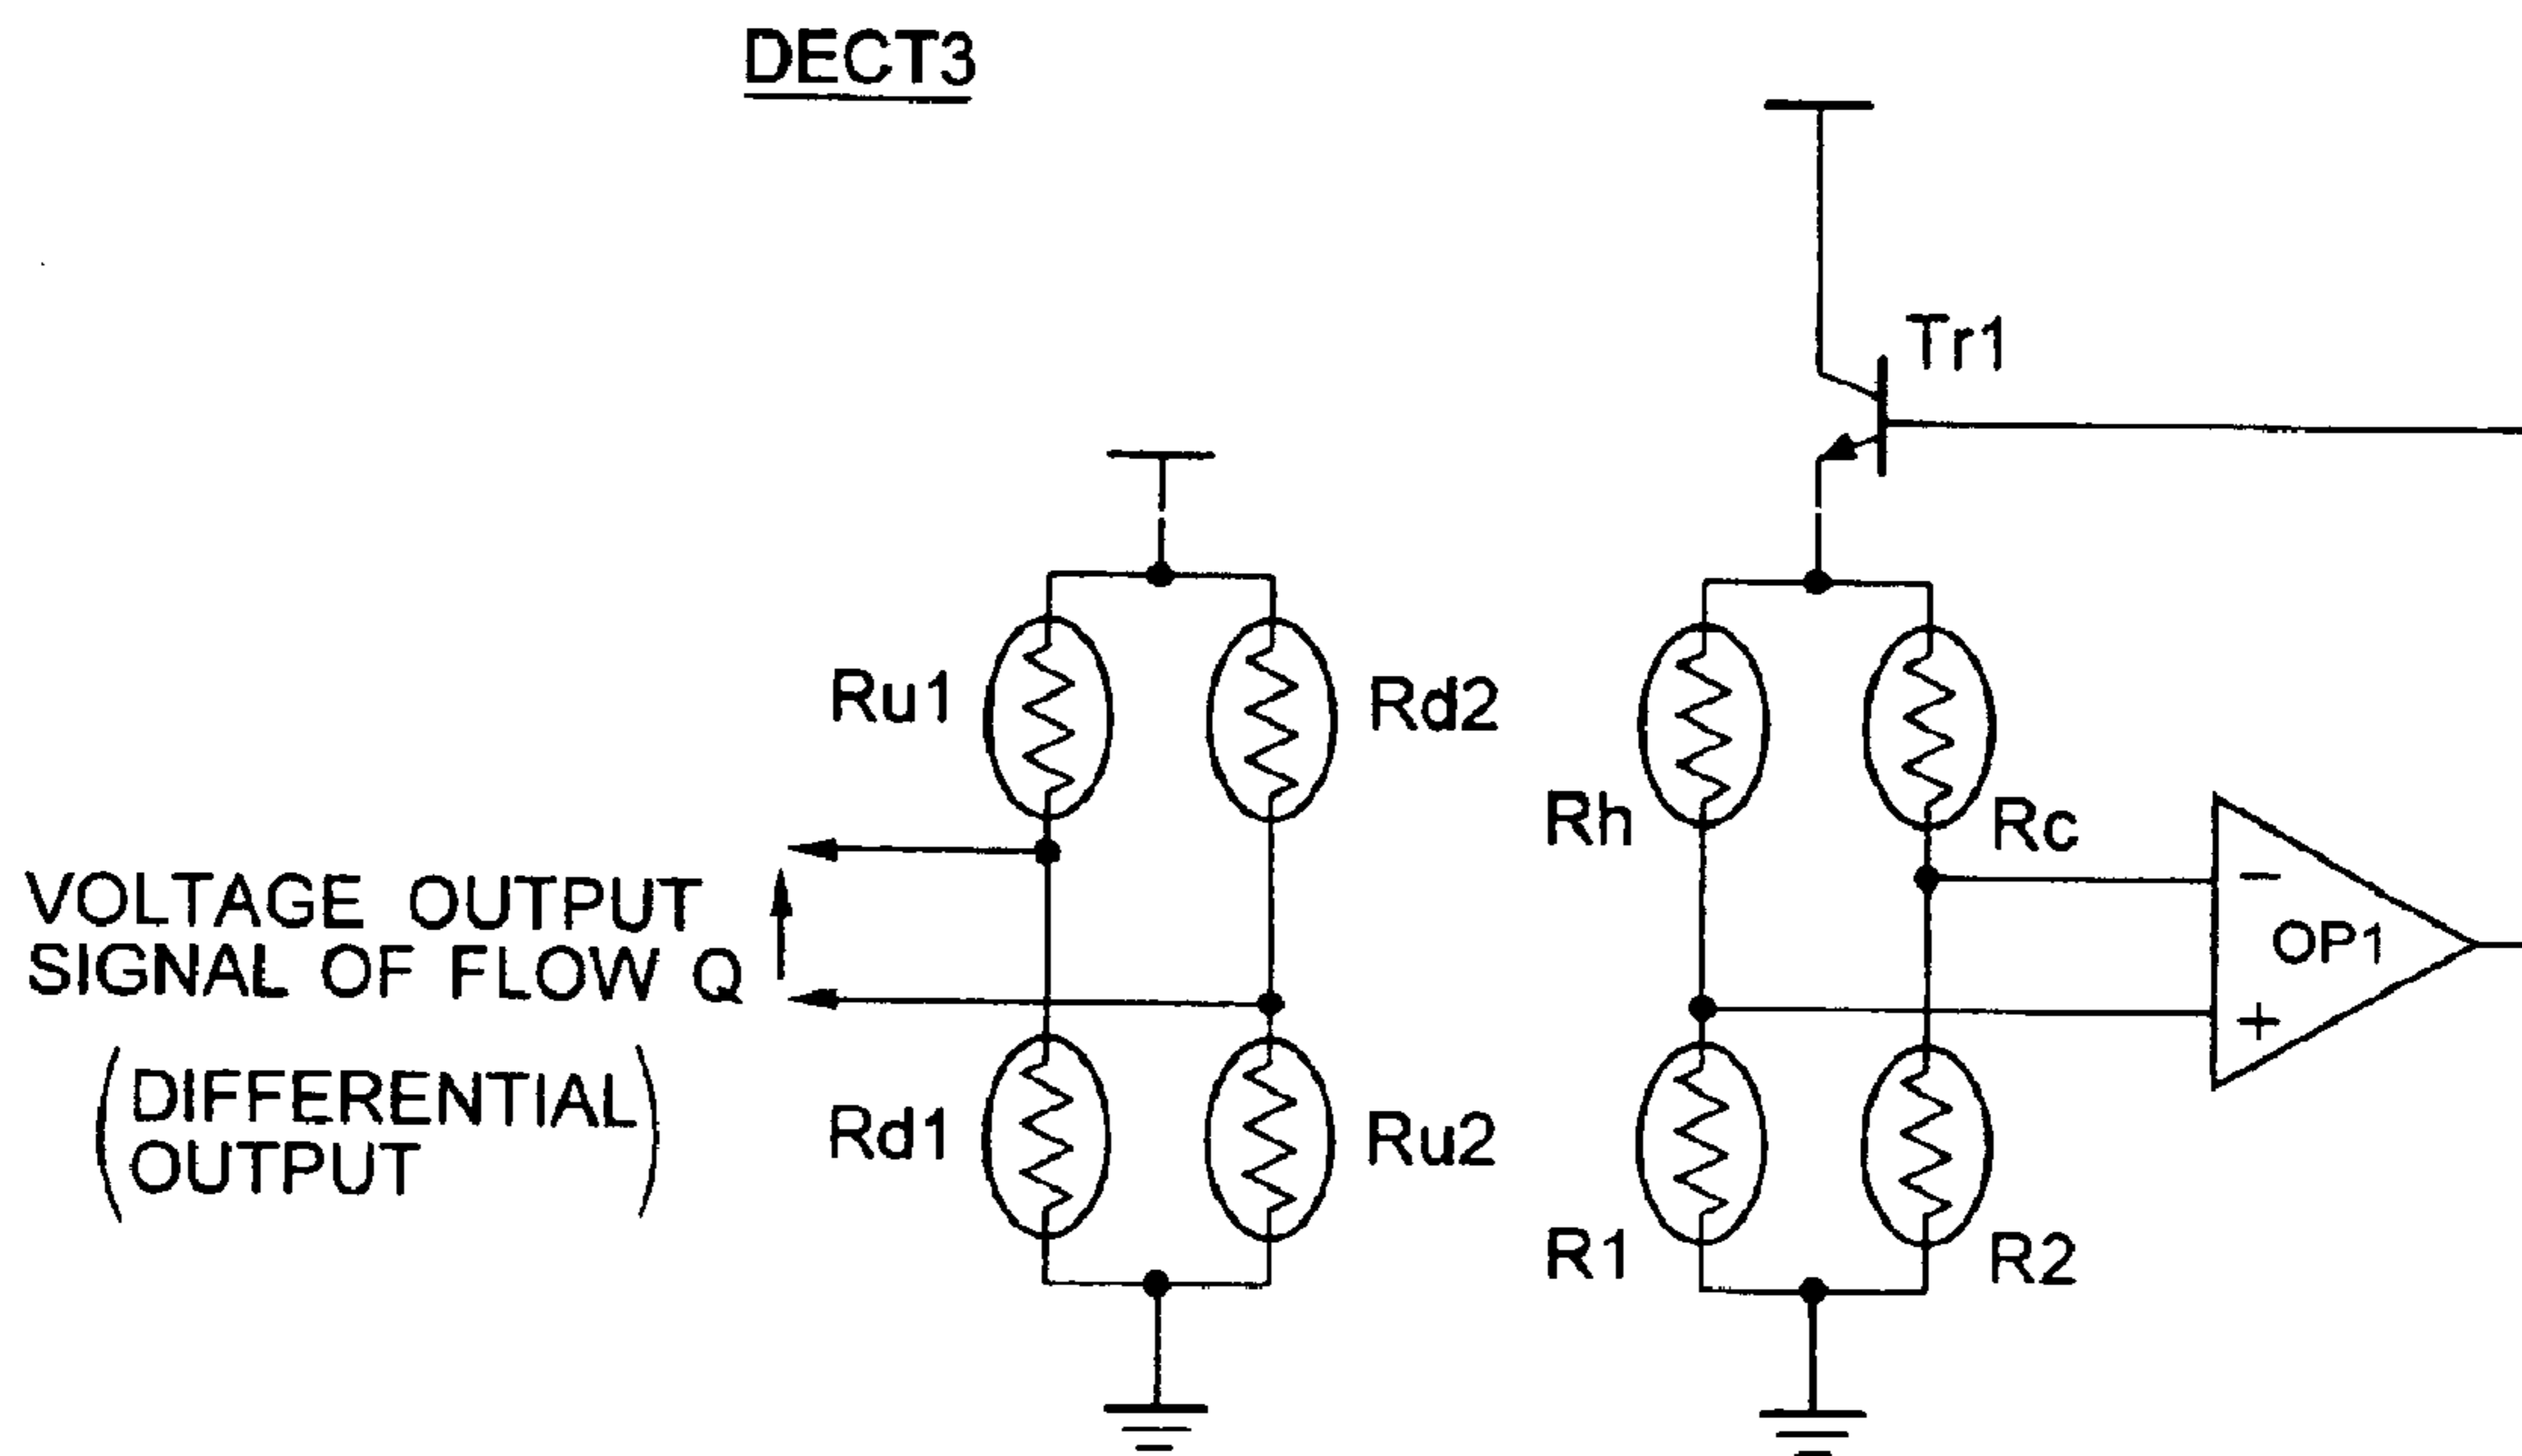 DECT3
Tr1
Ru1
Rd2
Rh
Rc
VOLTAGE OUTPUT
SIGNAL OF FLOW Q
(DIFFERENTIAL
OUTPUT)
−
OP1
+
Rd1
Ru2
R1
R2